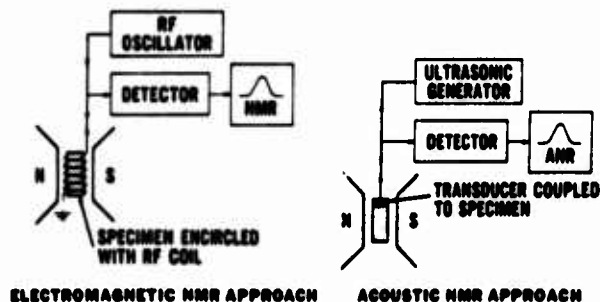 RF
OSCILLATOR
DETECTOR
NMR
N
S
SPECIMEN ENCIRCLED
WITH RF COIL
ELECTROMAGNETIC NMR APPROACH
ULTRASONIC
GENERATOR
DETECTOR
ANR
TRANSDUCER COUPLED
TO SPECIMEN
N
S
ACOUSTIC NMR APPROACH